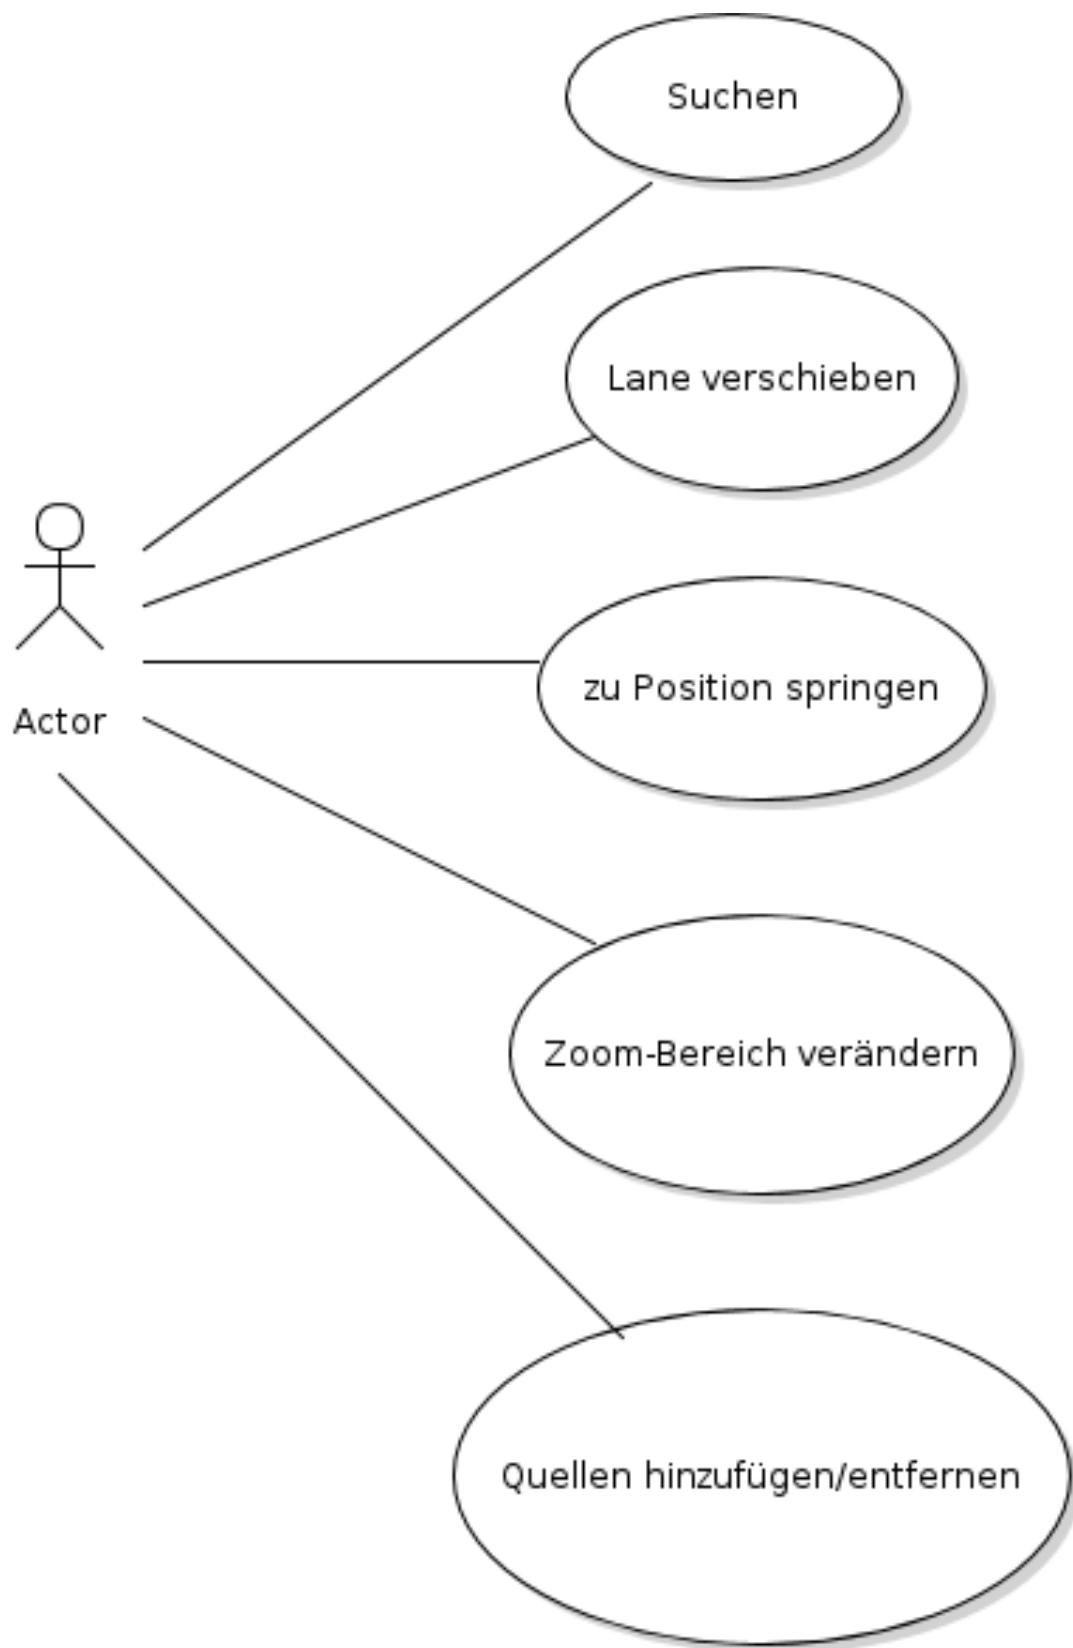 Suchen
Lane verschieben
zu Position springen
Actor
Zoom-Bereich verändern
Quellen hinzufügen/entfernen